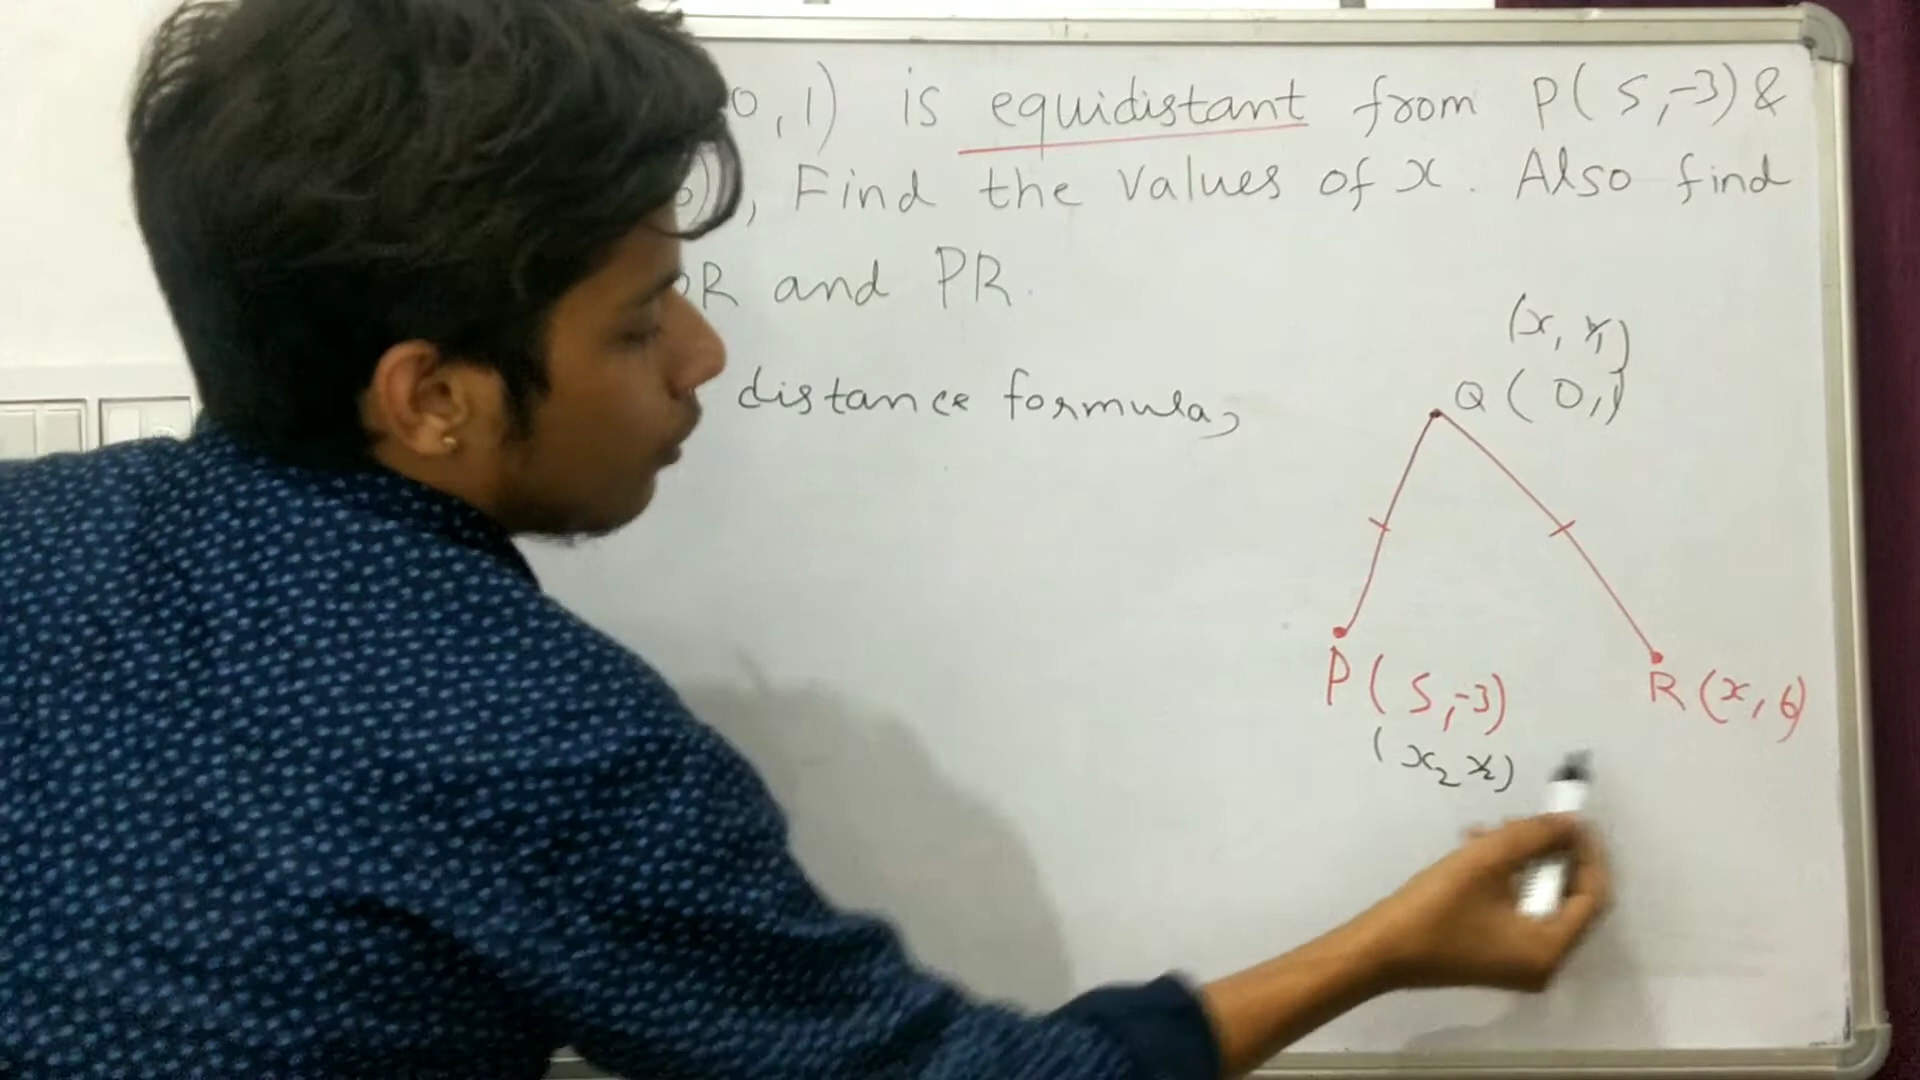 0,1) is equidistant from P(5,-3) &
), Find the values of x. Also find
R and PR.
distance formula,
(x, y,)
Q (0,1)
P (5,-3)
R (x, 6)
(x₂ y₂)